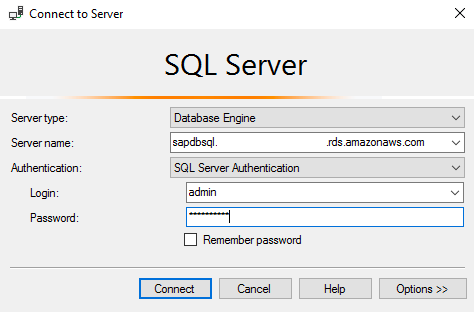 Connect to Server
SQL Server
Server type: Database Engine
Server name: sapdbsql. .rds.amazonaws.com
Authentication: SQL Server Authentication
Login: admin
Password: **********
Remember password
Connect Cancel Help Options >>